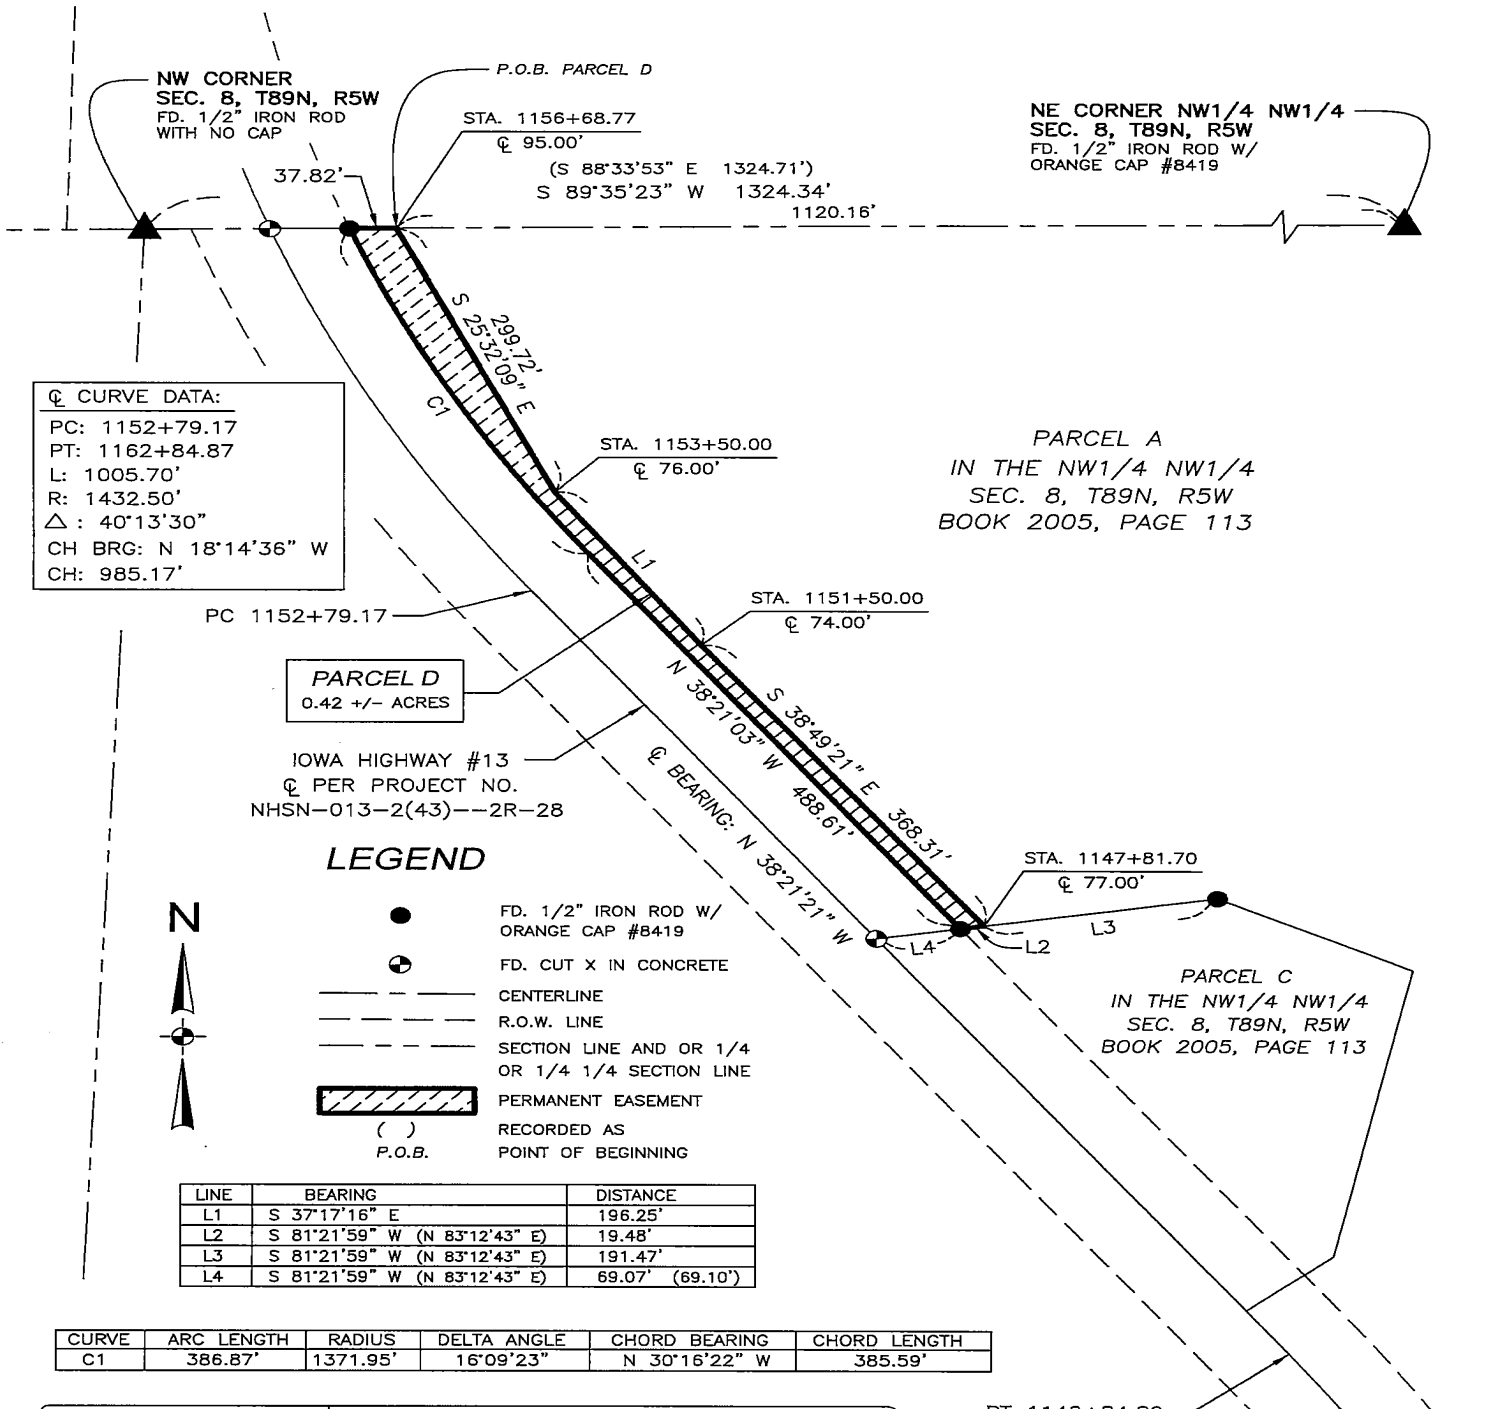 NW CORNER
SEC. 8, T89N, R5W
FD. 1/2" IRON ROD
WITH NO CAP
P.O.B. PARCEL D
STA. 1156+68.77
℄ 95.00'
37.82'
(S 88°33'53" E 1324.71')
S 89°35'23" W 1324.34'
1120.16'
NE CORNER NW1/4 NW1/4
SEC. 8, T89N, R5W
FD. 1/2" IRON ROD W/
ORANGE CAP #8419
299.72'
S 25°32'09" E
C1
℄ CURVE DATA:
PC: 1152+79.17
PT: 1162+84.87
L: 1005.70'
R: 1432.50'
△ : 40°13'30"
CH BRG: N 18°14'36" W
CH: 985.17'
STA. 1153+50.00
℄ 76.00'
PARCEL A
IN THE NW1/4 NW1/4
SEC. 8, T89N, R5W
BOOK 2005, PAGE 113
L1
PC 1152+79.17
STA. 1151+50.00
℄ 74.00'
PARCEL D
0.42 +/- ACRES
N 38°21'03" W 488.61'
S 38°49'21" E 368.31'
IOWA HIGHWAY #13
℄ PER PROJECT NO.
NHSN-013-2(43)--2R-28
℄ BEARING: N 38°21'21" W
STA. 1147+81.70
℄ 77.00'
L4
L2
L3
PARCEL C
IN THE NW1/4 NW1/4
SEC. 8, T89N, R5W
BOOK 2005, PAGE 113
LEGEND
N
FD. 1/2" IRON ROD W/
ORANGE CAP #8419
FD. CUT X IN CONCRETE
CENTERLINE
R.O.W. LINE
SECTION LINE AND OR 1/4
OR 1/4 1/4 SECTION LINE
PERMANENT EASEMENT
( ) RECORDED AS
P.O.B. POINT OF BEGINNING
LINE BEARING DISTANCE
L1 S 37°17'16" E 196.25'
L2 S 81°21'59" W (N 83°12'43" E) 19.48'
L3 S 81°21'59" W (N 83°12'43" E) 191.47'
L4 S 81°21'59" W (N 83°12'43" E) 69.07' (69.10')
CURVE ARC LENGTH RADIUS DELTA ANGLE CHORD BEARING CHORD LENGTH
C1 386.87' 1371.95' 16°09'23" N 30°16'22" W 385.59'